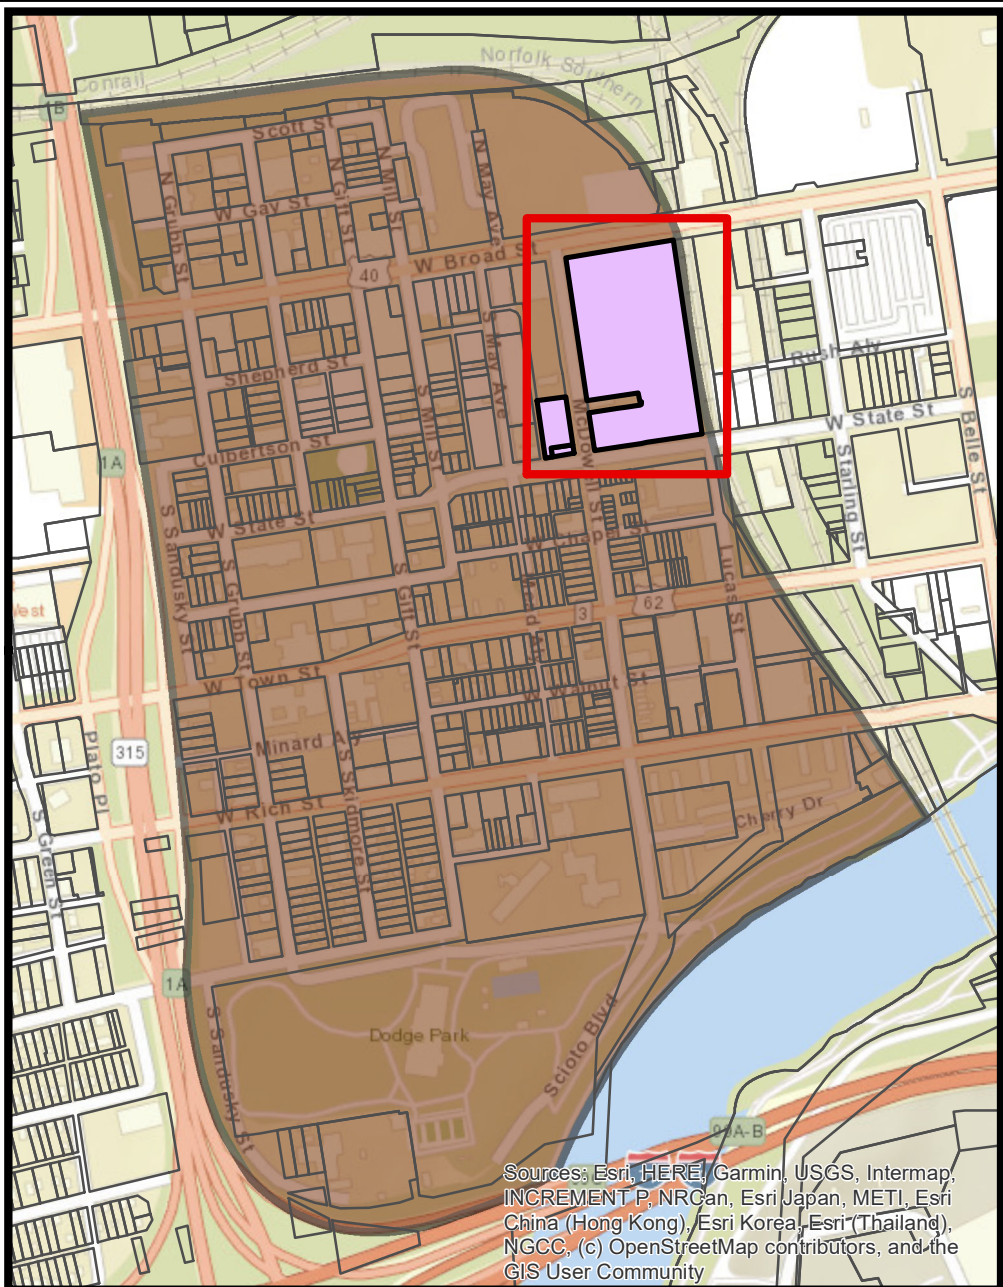 Conrail
Norfolk Southern
1B
Scott St
N Grubb St
N Gift St
N Mill St
N May Ave
W Gay St
W Broad St
40
Shepherd St
S May Ave
S Mill St
Rush Aly
W State St
S Belle St
Starling St
Culbertson St
1A
W State St
S Sandusky St
S Grubb St
S Gift St
W Chapel St
Lucas St
3
62
W Town St
W Walnut St
315
Minard Aly
Plato Pl
S Green St
S Skidmore St
W Rich St
Cherry Dr
1A
S Sandusky St
Dodge Park
Scioto Blvd
99A-B
Sources: Esri, HERE, Garmin, USGS, Intermap,
INCREMENT P, NRCan, Esri Japan, METI, Esri
China (Hong Kong), Esri Korea, Esri (Thailand),
NGCC, (c) OpenStreetMap contributors, and the
GIS User Community